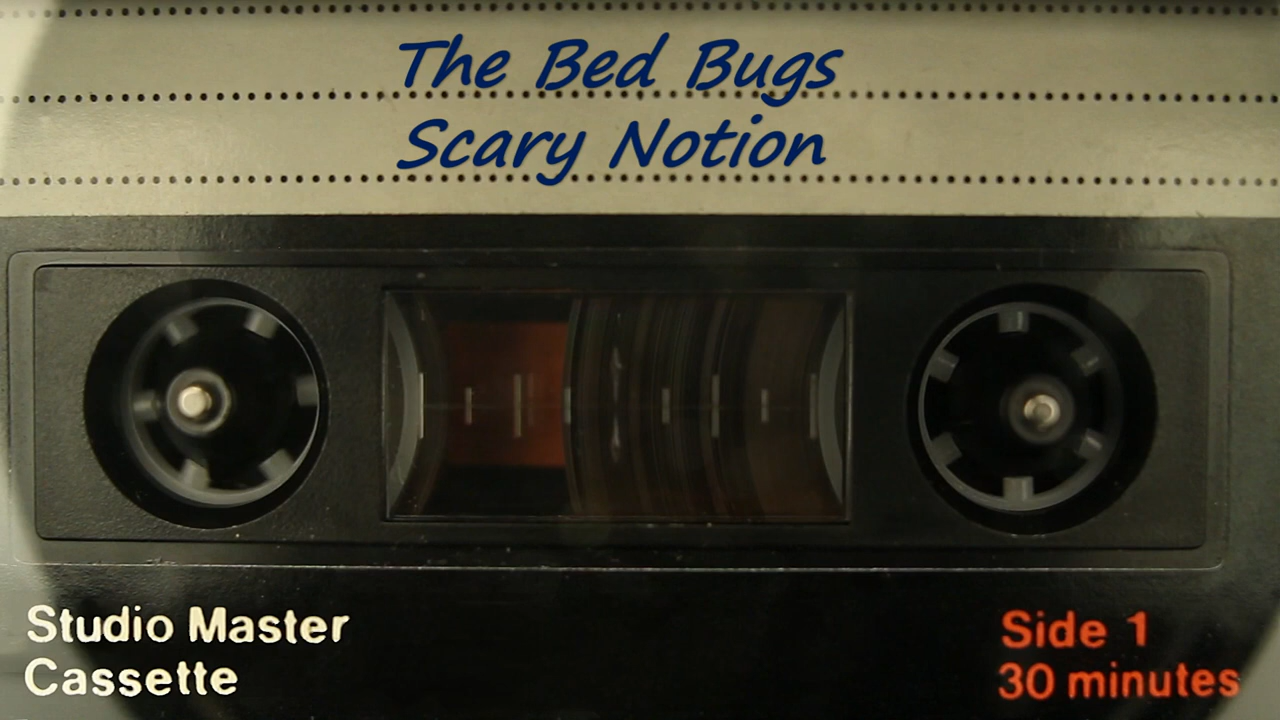 The Bed Bugs
Scary Notion
Studio Master
Cassette
Side 1
30 minutes